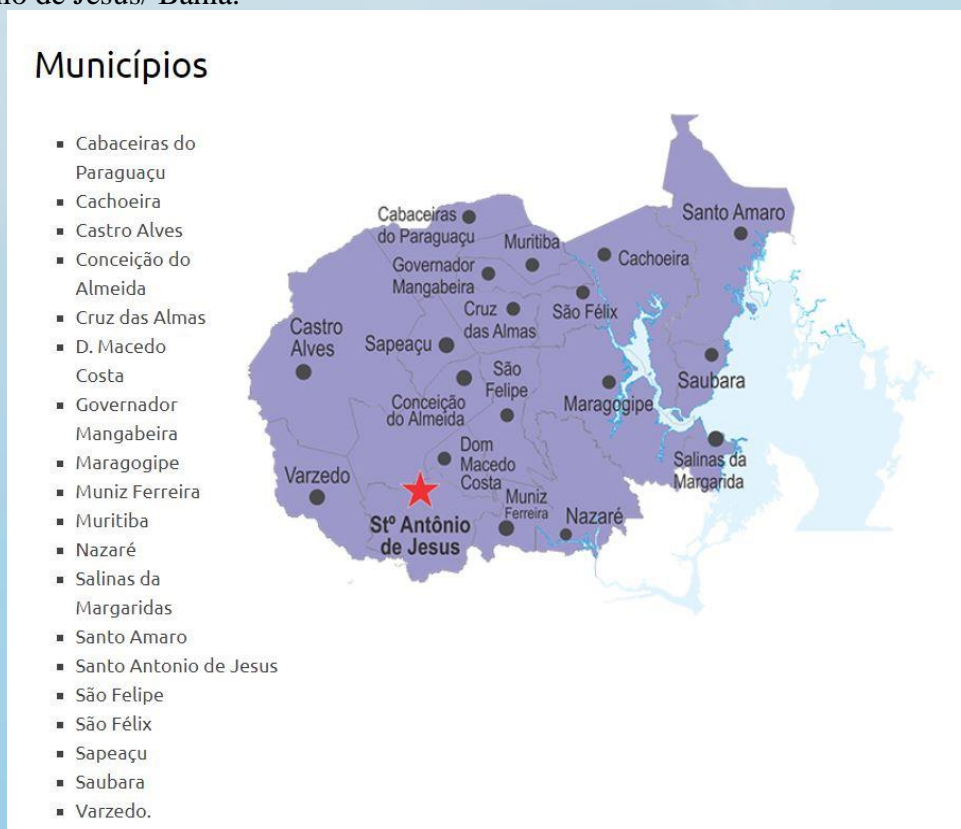 de Jesus/ Bahia.
Municípios
Cabaceiras do
Paraguaçu
Cachoeira
Castro Alves
Conceição do
Almeida
Cruz das Almas
D. Macedo
Costa
Governador
Mangabeira
Maragogipe
Muniz Ferreira
Muritiba
Nazaré
Salinas da
Margaridas
Santo Amaro
Santo Antonio de Jesus
São Felipe
São Félix
Sapeaçu
Saubara
Varzedo.
Santo Amaro
Cabaceiras
do Paraguaçu
Muritiba
Cachoeira
Governador
Mangabeira
São Félix
Cruz
das Almas
Castro
Alves
Sapeaçu
São
Felipe
Saubara
Maragogipe
Conceição
do Almeida
Dom
Macedo
Costa
Salinas da
Margarida
Varzedo
Muniz
Ferreira
Nazaré
Stº Antônio
de Jesus